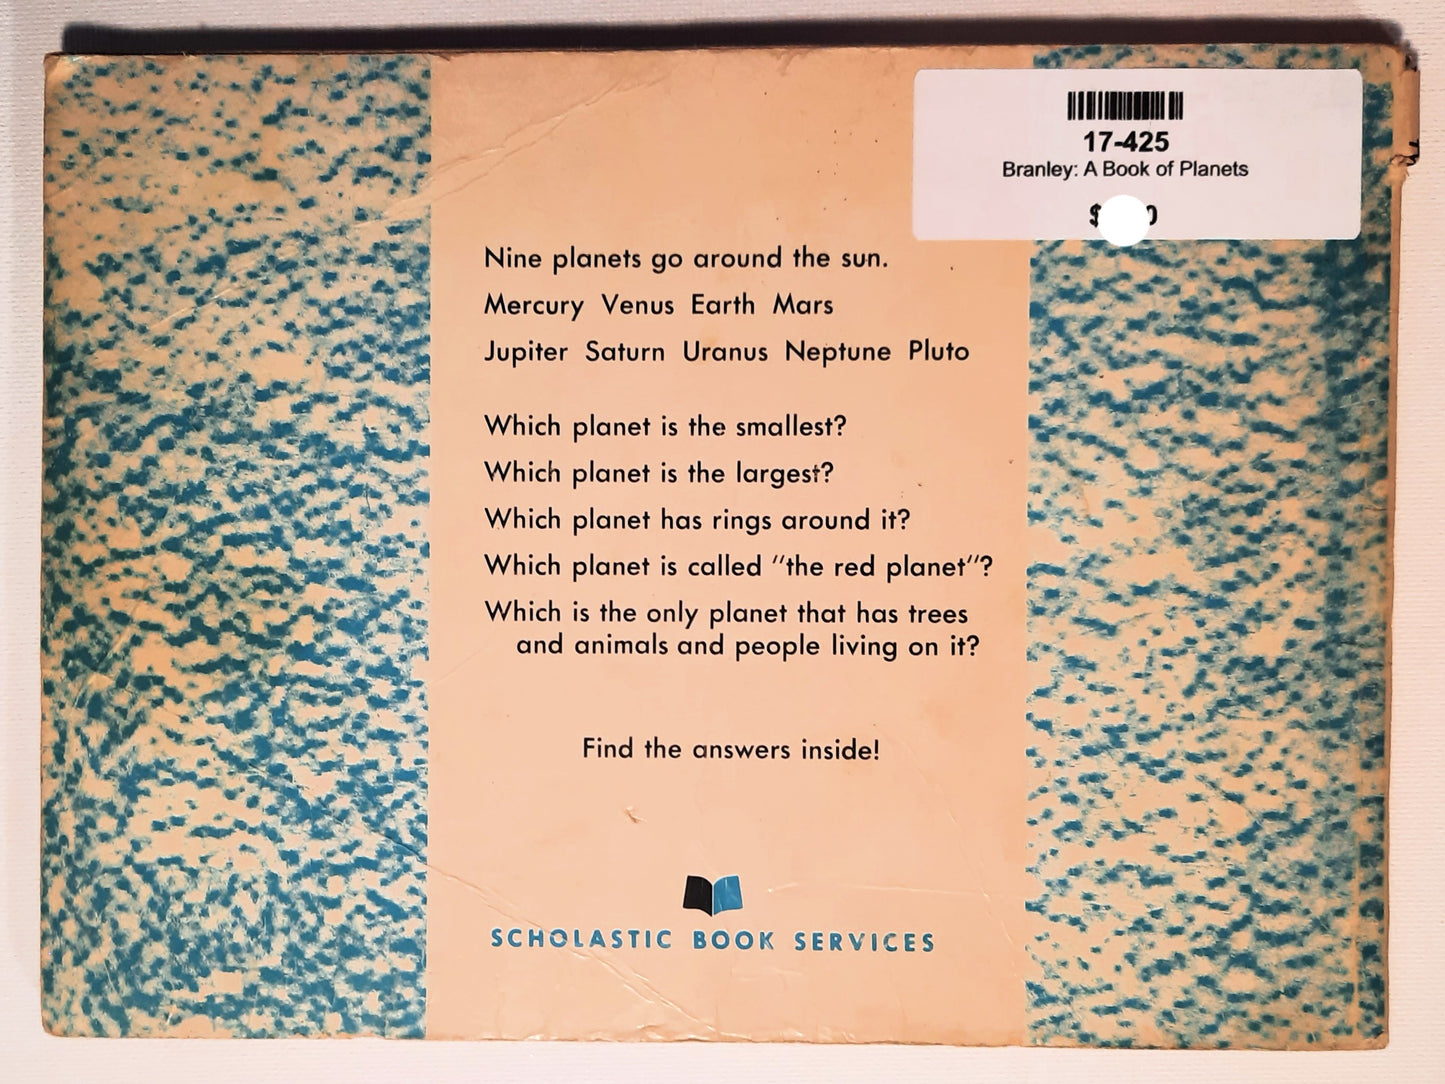 17-425
Branley: A Book of Planets
Nine planets go around the sun.
Mercury Venus Earth Mars
Jupiter Saturn Uranus Neptune Pluto
Which planet is the smallest?
Which planet is the largest?
Which planet has rings around it?
Which planet is called "the red planet"?
Which is the only planet that has trees
and animals and people living on it?
Find the answers inside!
SCHOLASTIC BOOK SERVICES